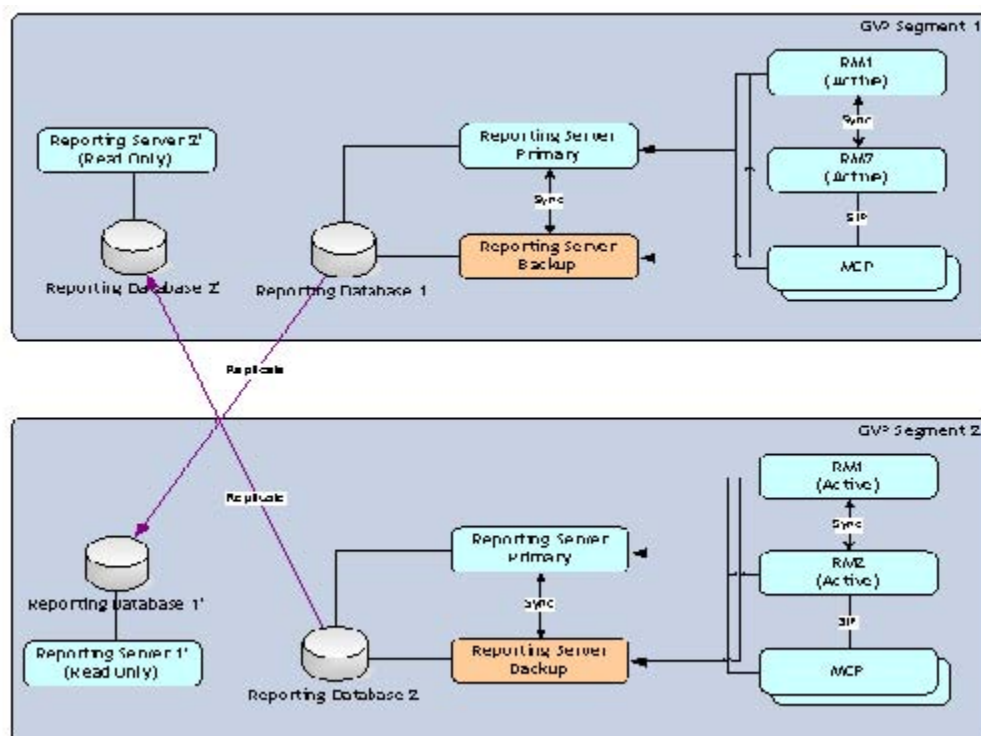 GVP Segment 1
RM1
(Active)
Sync
RM2
(Active)
SIP
MCP
Reporting Server 2'
(Read Only)
Reporting Server
Primary
Sync
Reporting Server
Backup
Reporting Database 2'
Reporting Database 1
Replicate
Replicate
GVP Segment 2
RM1
(Active)
Sync
RM2
(Active)
SIP
MCP
Reporting Server
Primary
Sync
Reporting Server
Backup
Reporting Database 1'
Reporting Server 1'
(Read Only)
Reporting Database 2